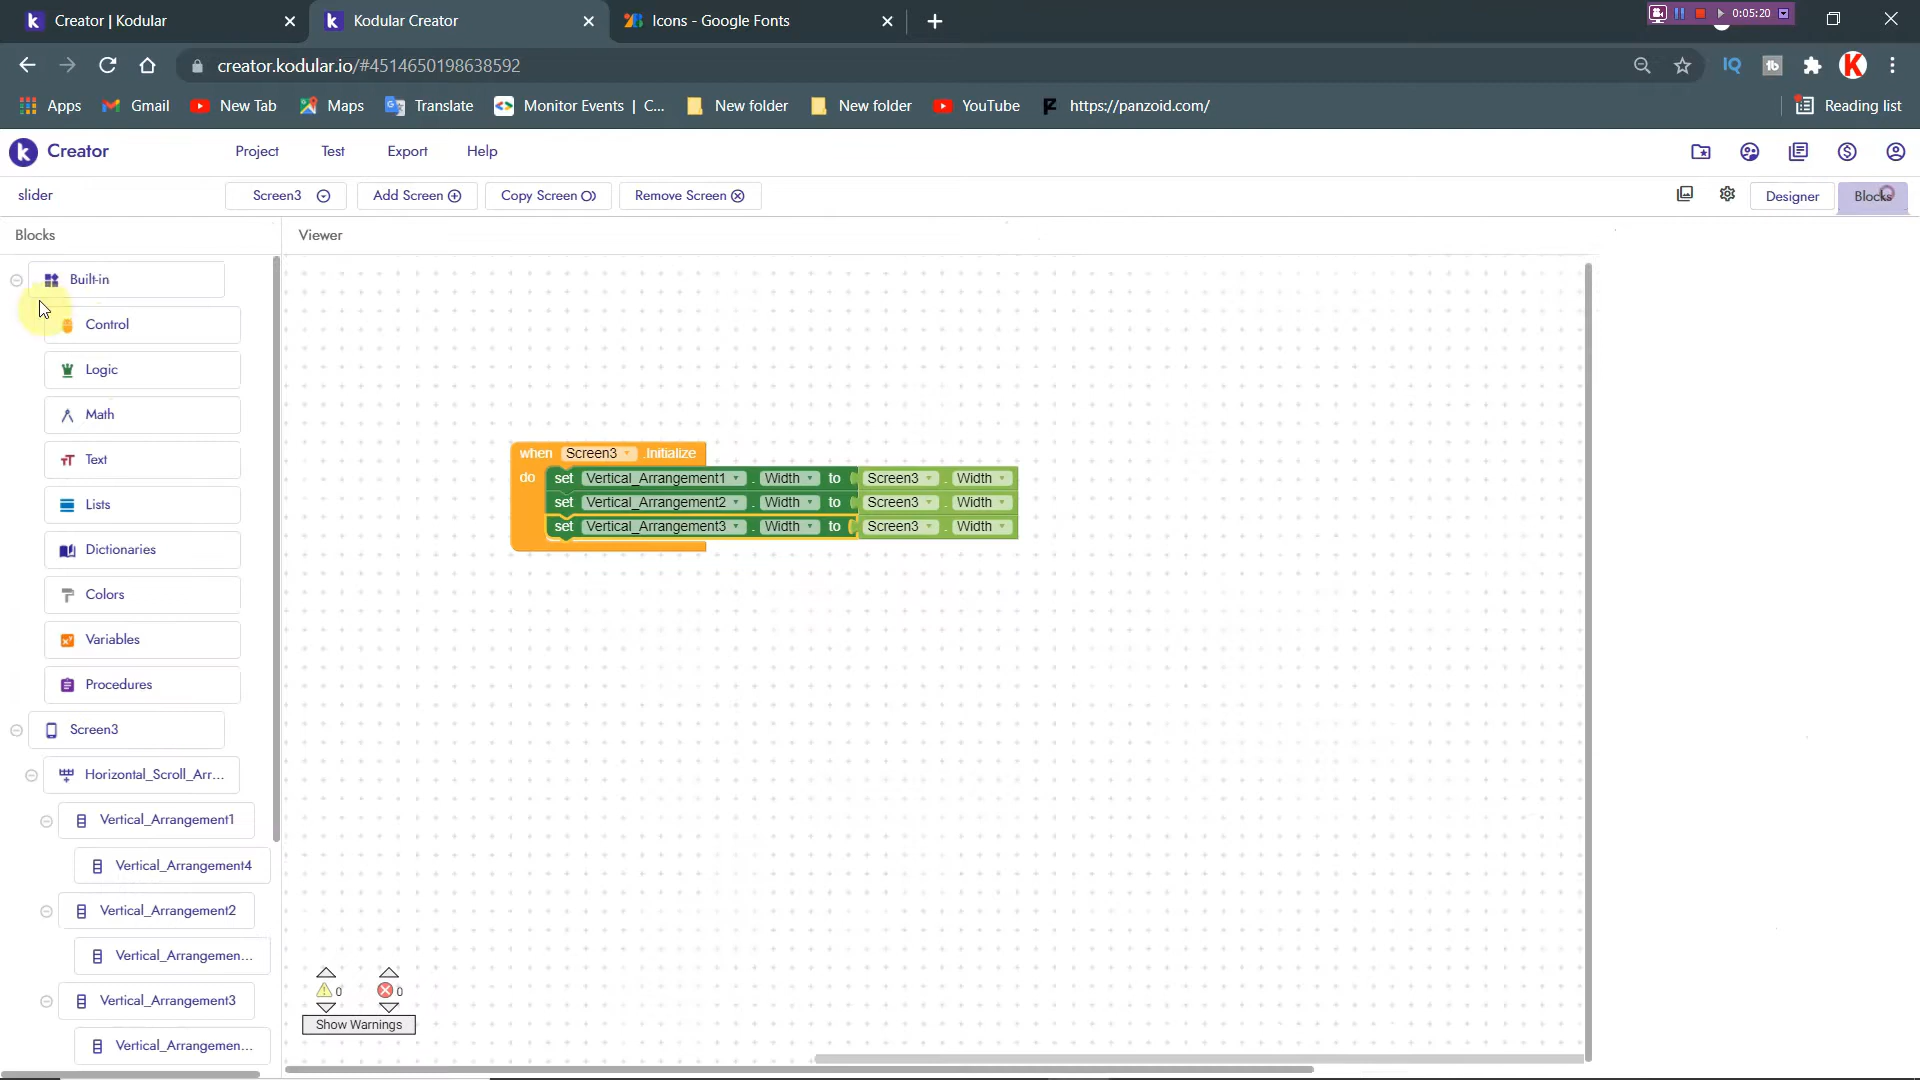 Creator | Kodular
Kodular Creator
Icons - Google Fonts
0:05:20
creator.kodular.io/#4514650198638592
IQ
tb
K
Apps
Gmail
New Tab
Maps
Translate
Monitor Events | C...
New folder
New folder
YouTube
https://panzoid.com/
Reading list
Creator
Project
Test
Export
Help
slider
Screen3
Add Screen
Copy Screen
Remove Screen
Designer
Blocks
Blocks
Viewer
Built-in
Control
Logic
Math
Text
Lists
Dictionaries
Colors
Variables
Procedures
Screen3
Horizontal_Scroll_Arr...
Vertical_Arrangement1
Vertical_Arrangement4
Vertical_Arrangement2
Vertical_Arrangemen...
Vertical_Arrangement3
Vertical_Arrangemen...
when Screen3 .Initialize
do set Vertical_Arrangement1 . Width to Screen3 . Width
set Vertical_Arrangement2 . Width to Screen3 . Width
set Vertical_Arrangement3 . Width to Screen3 . Width
0 0
Show Warnings